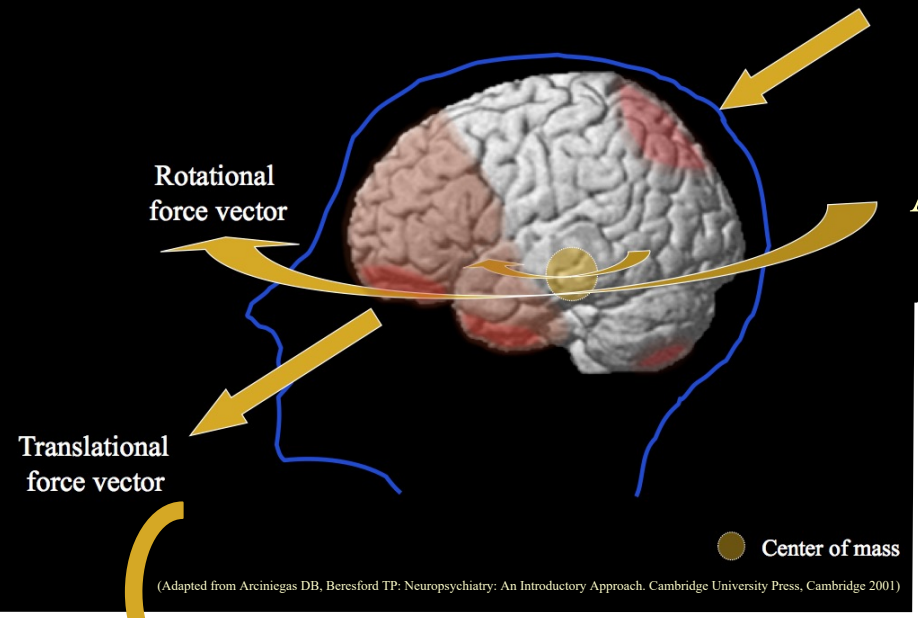 Rotational
force vector
Translational
force vector
Center of mass
(Adapted from Arciniegas DB, Beresford TP: Neuropsychiatry: An Introductory Approach. Cambridge University Press, Cambridge 2001)